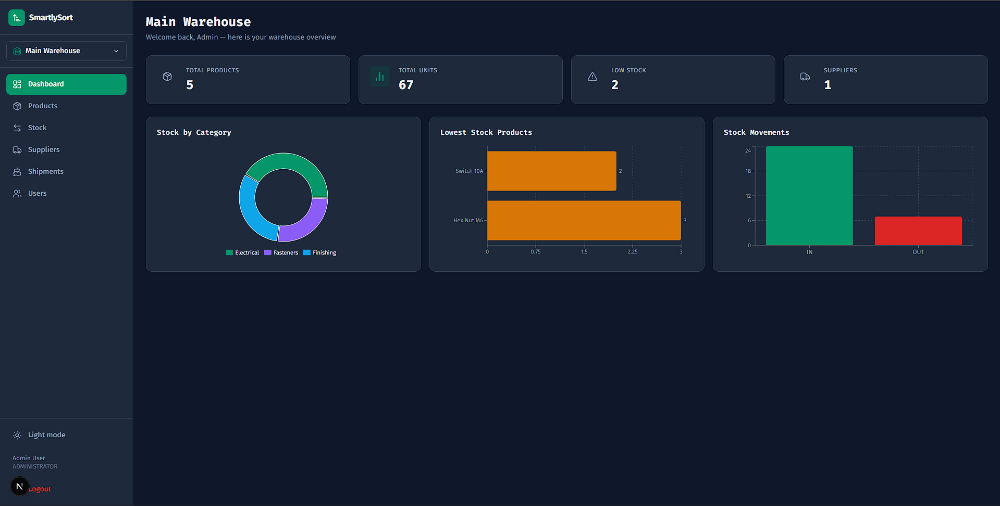 SmartlySort
Main Warehouse
Dashboard
Products
Stock
Suppliers
Shipments
Users
Light mode
Admin User
ADMINISTRATOR
N
Logout
Main Warehouse
Welcome back, Admin — here is your warehouse overview
TOTAL PRODUCTS
5
TOTAL UNITS
67
LOW STOCK
2
SUPPLIERS
1
Stock by Category
Electrical Fasteners Finishing
Lowest Stock Products
Switch 10A 2
Hex Nut M6 3
0 0.75 1.5 2.25 3
Stock Movements
24
18
12
6
0
IN OUT